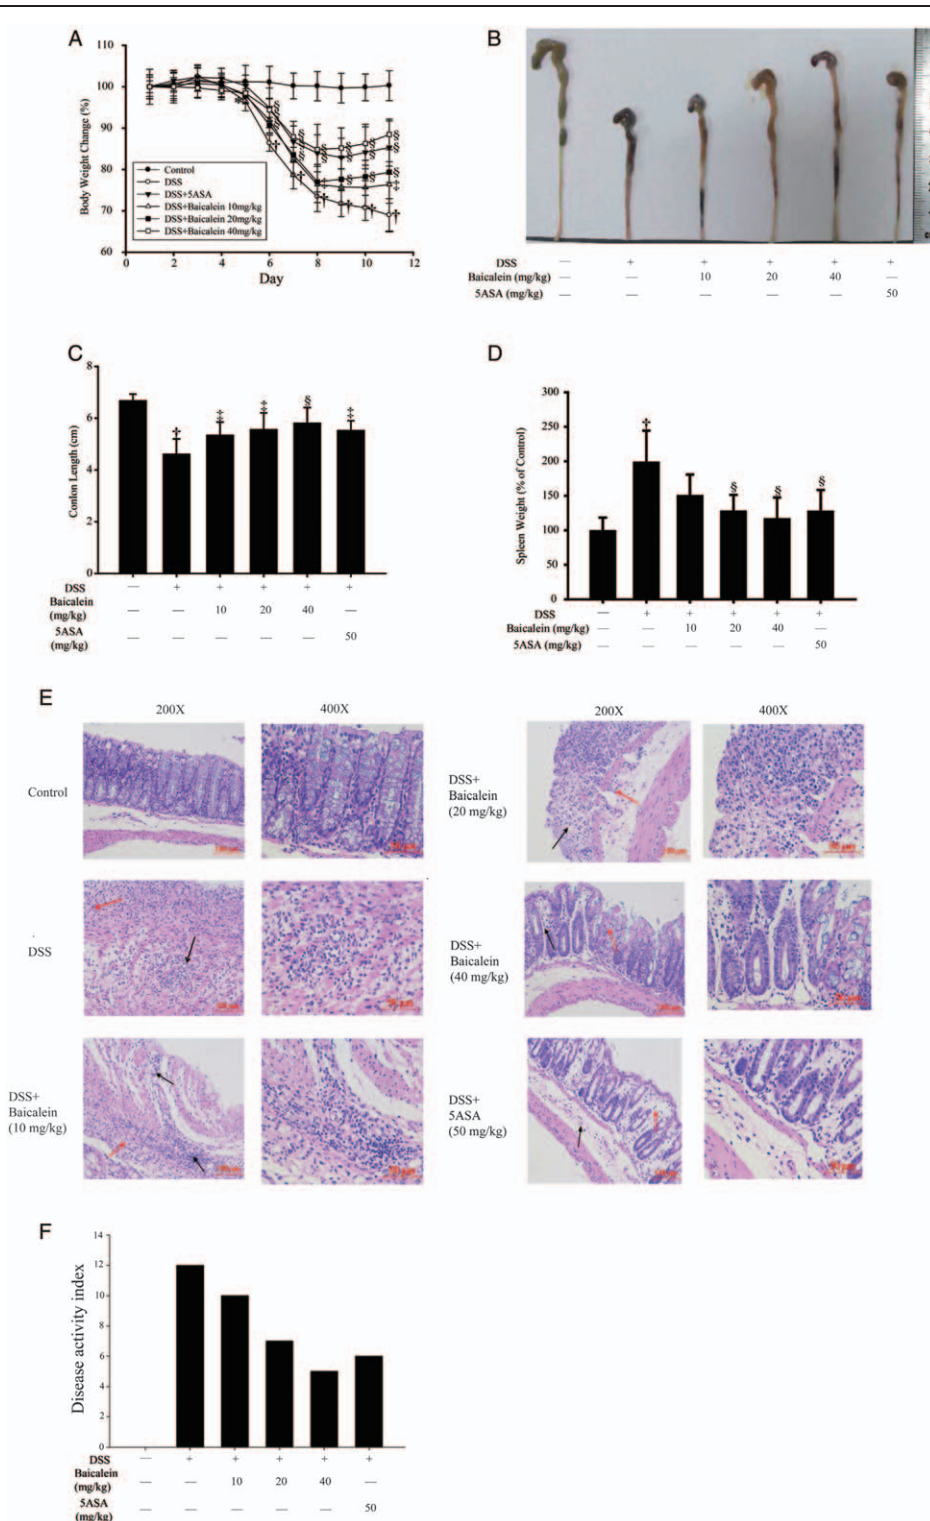 A
Body Weight Change (%)
110
100
90
80
70
60
Control
DSS
DSS+5ASA
DSS+Baicalein 10mg/kg
DSS+Baicalein 20mg/kg
DSS+Baicalein 40mg/kg
§ § § § § § § § §
† † † † † †
‡
0 2 4 6 8 10 12
Day
B
DSS — + + + + +
Baicalein (mg/kg) — — 10 20 40 —
5ASA (mg/kg) — — — — — 50
C
Conlon Length (cm)
8
6
4
2
0
† ‡ ‡ § ‡
DSS — + + + + +
Baicalein (mg/kg) — — 10 20 40 —
5ASA (mg/kg) — — — — — 50
D
Spleen Weight (% of Control)
300
250
200
150
100
50
0
† § § §
DSS — + + + + +
Baicalein (mg/kg) — — 10 20 40 —
5ASA (mg/kg) — — — — — 50
E
200X 400X
Control
DSS
DSS+
Baicalein
(10 mg/kg)
200X 400X
DSS+
Baicalein
(20 mg/kg)
DSS+
Baicalein
(40 mg/kg)
DSS+
5ASA
(50 mg/kg)
F
Disease activity index
14
12
10
8
6
4
2
0
DSS — + + + + +
Baicalein (mg/kg) — — 10 20 40 —
5ASA (mg/kg) — — — — — 50